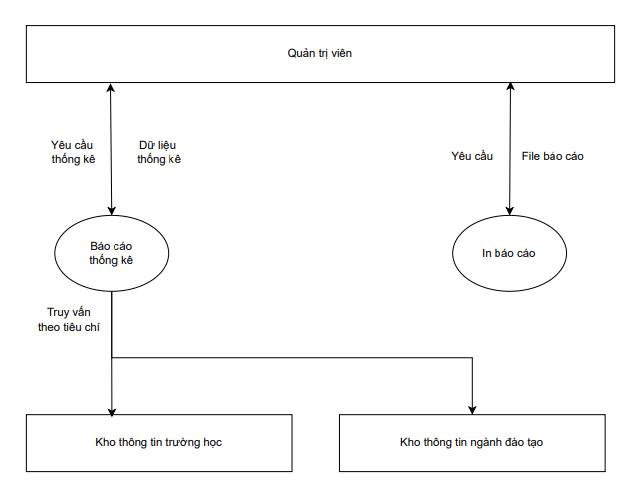 Quản trị viên
Yêu cầu
thống kê
Dữ liệu
thống kê
Yêu cầu
File báo cáo
Báo cáo
thống kê
In báo cáo
Truy vấn
theo tiêu chí
Kho thông tin trường học
Kho thông tin ngành đào tạo